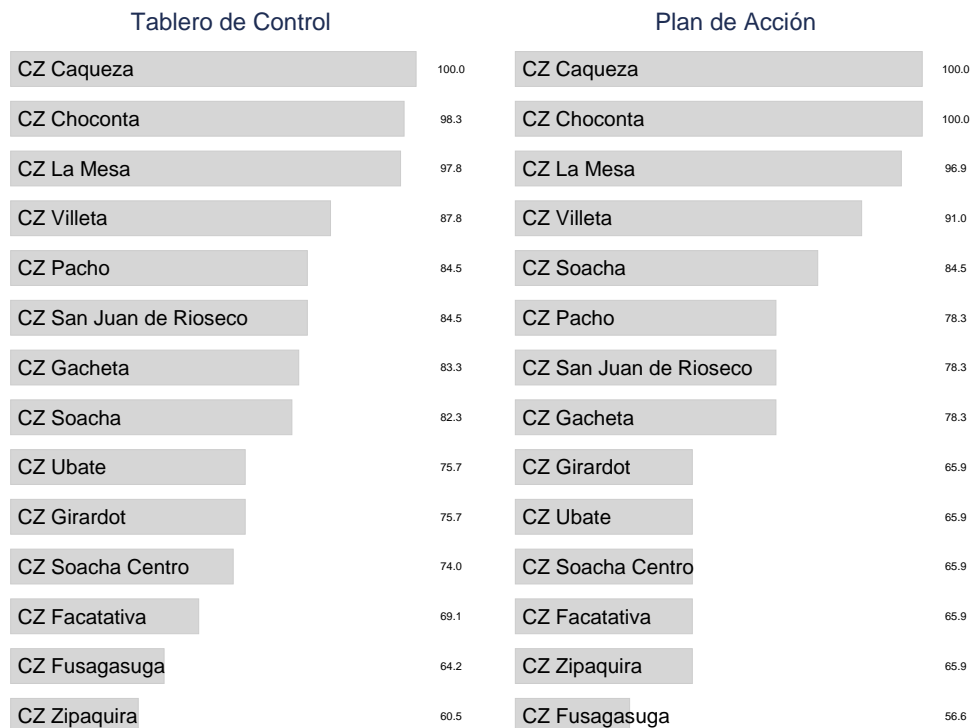 Tablero de Control
CZ Caqueza 100.0
CZ Choconta 98.3
CZ La Mesa 97.8
CZ Villeta 87.8
CZ Pacho 84.5
CZ San Juan de Rioseco 84.5
CZ Gacheta 83.3
CZ Soacha 82.3
CZ Ubate 75.7
CZ Girardot 75.7
CZ Soacha Centro 74.0
CZ Facatativa 69.1
CZ Fusagasuga 64.2
CZ Zipaquira 60.5
Plan de Acción
CZ Caqueza 100.0
CZ Choconta 100.0
CZ La Mesa 96.9
CZ Villeta 91.0
CZ Soacha 84.5
CZ Pacho 78.3
CZ San Juan de Rioseco 78.3
CZ Gacheta 78.3
CZ Girardot 65.9
CZ Ubate 65.9
CZ Soacha Centro 65.9
CZ Facatativa 65.9
CZ Zipaquira 65.9
CZ Fusagasuga 56.6